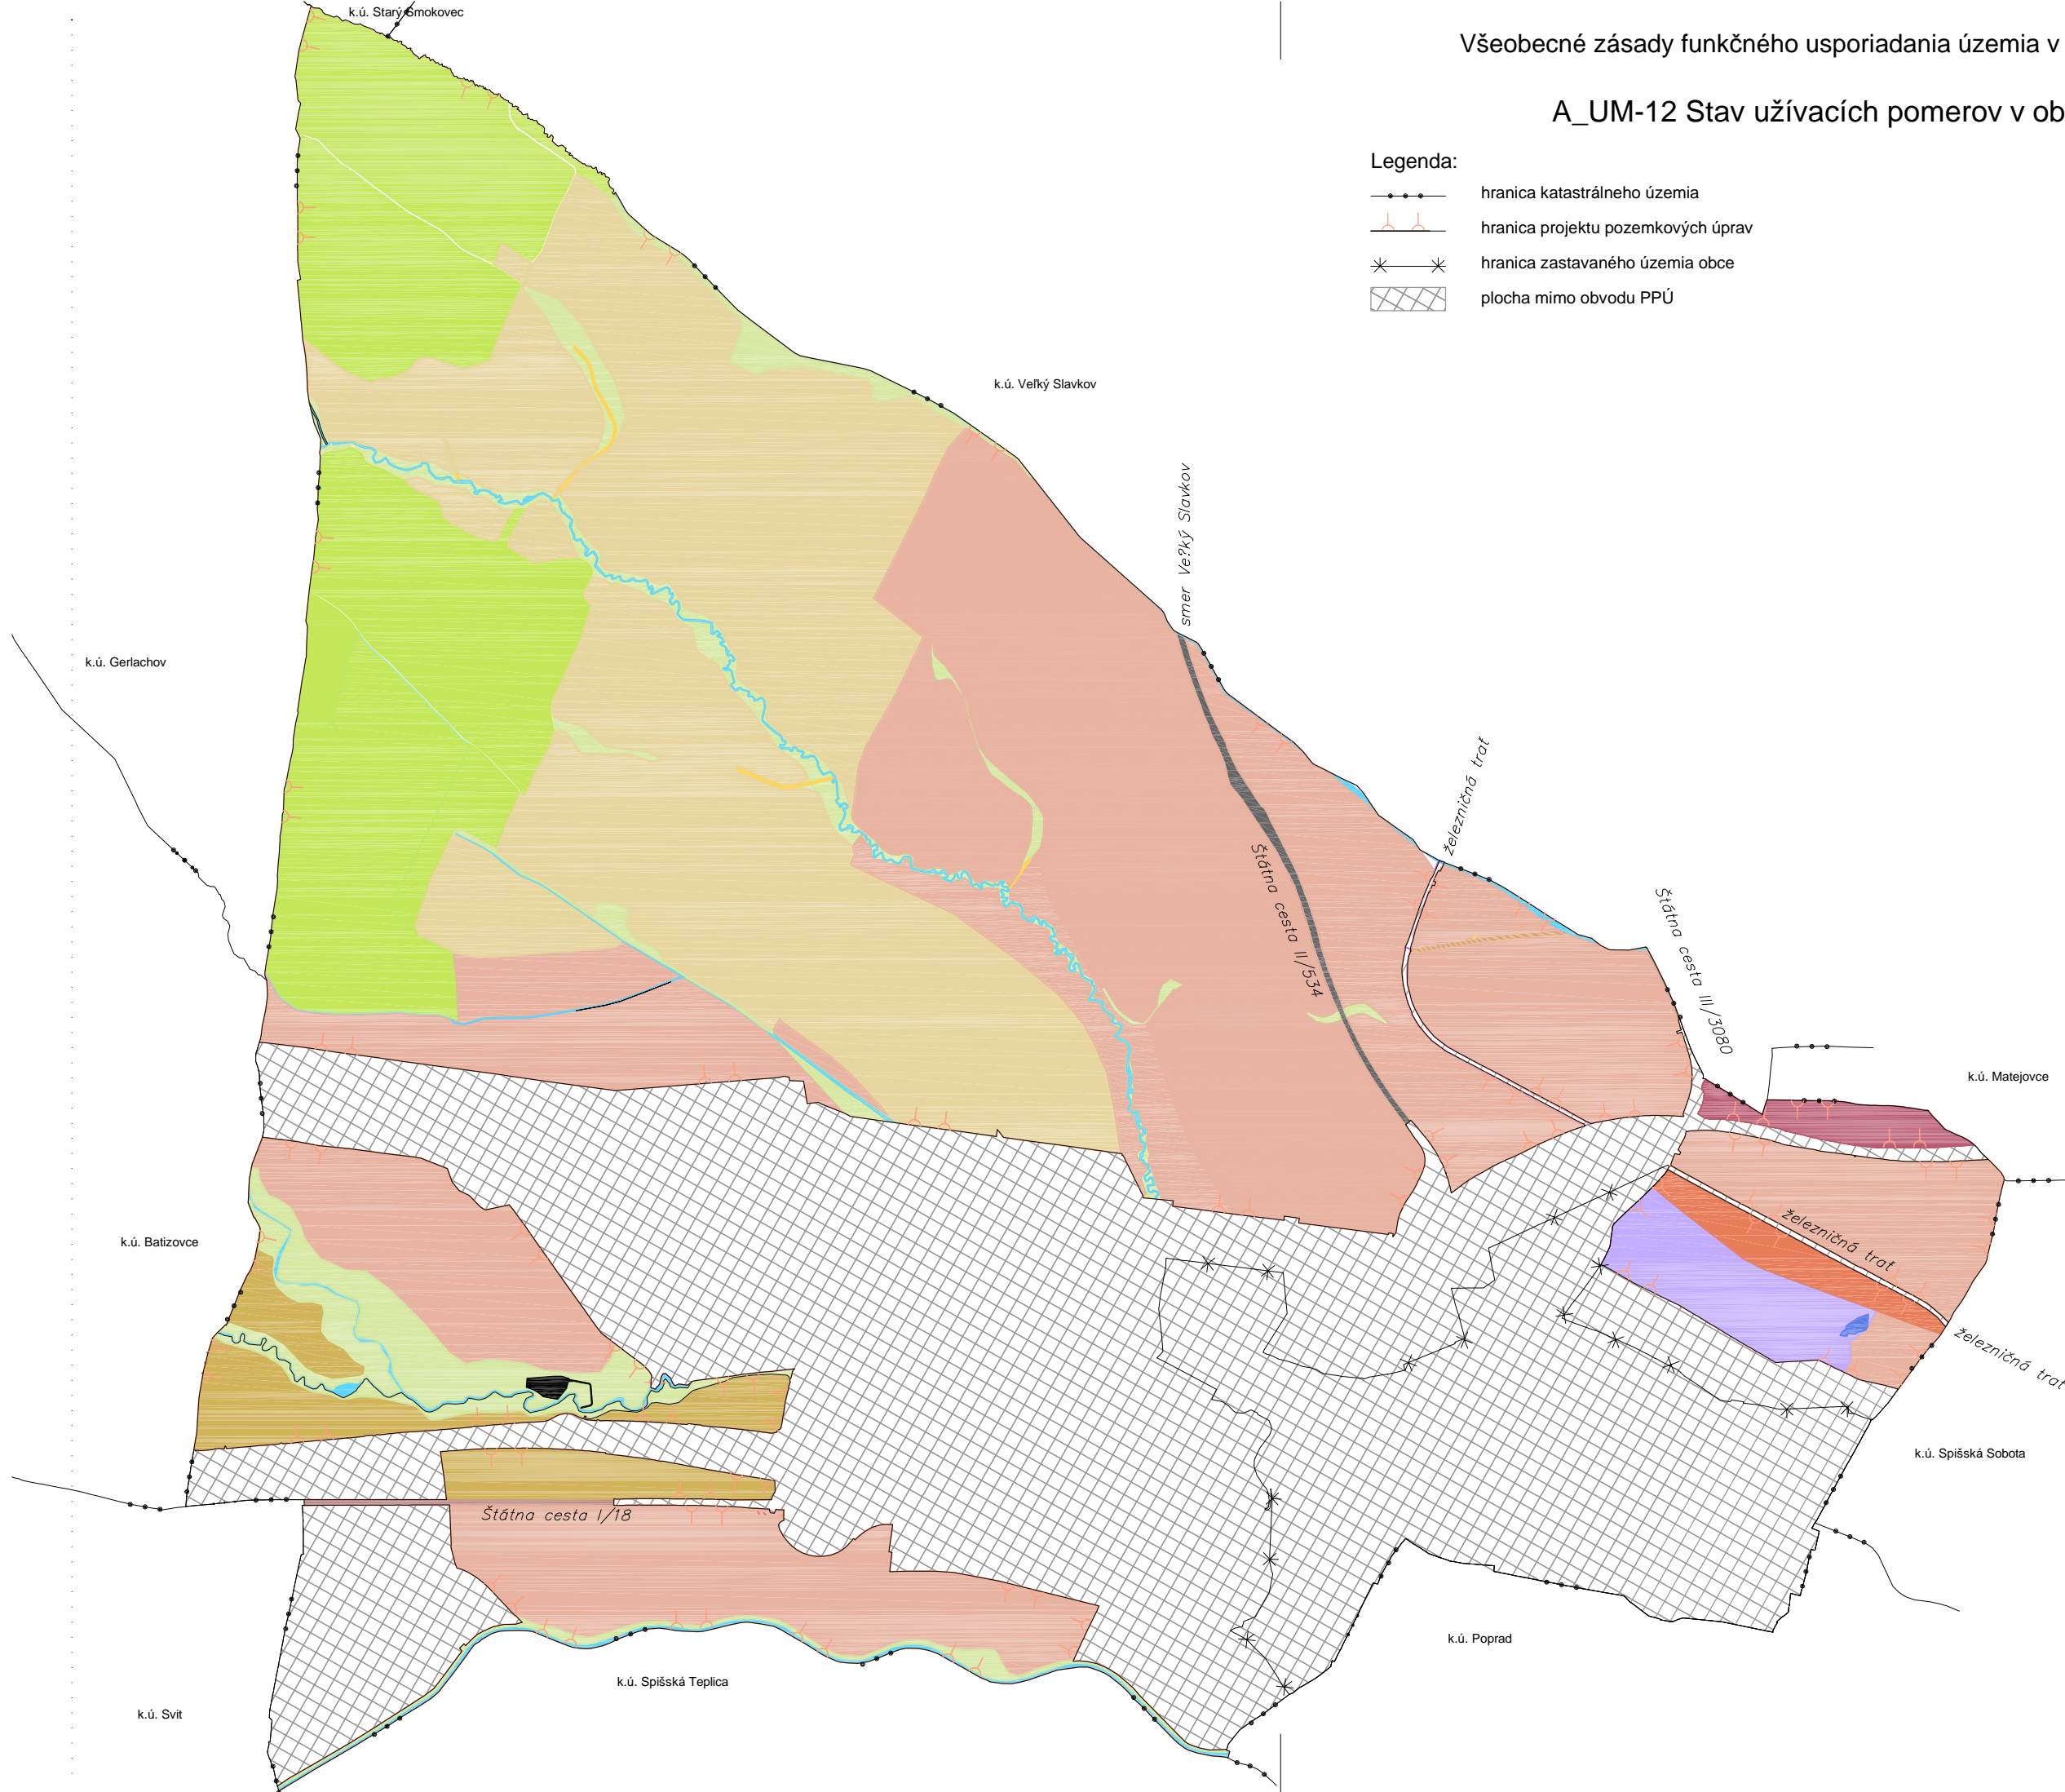 k.ú. Starý Smokovec
Všeobecné zásady funkčného usporiadania územia v
A_UM-12 Stav užívacích pomerov v ob
Legenda:
hranica katastrálneho územia
hranica projektu pozemkových úprav
hranica zastavaného územia obce
plocha mimo obvodu PPÚ
k.ú. Veľký Slavkov
smer Ve?ký Slavkov
k.ú. Gerlachov
železničná trať
Štátna cesta II/534
Štátna cesta III/3080
k.ú. Matejovce
k.ú. Batizovce
železničná trať
železničná trať
k.ú. Spišská Sobota
Štátna cesta I/18
k.ú. Poprad
k.ú. Spišská Teplica
k.ú. Svit